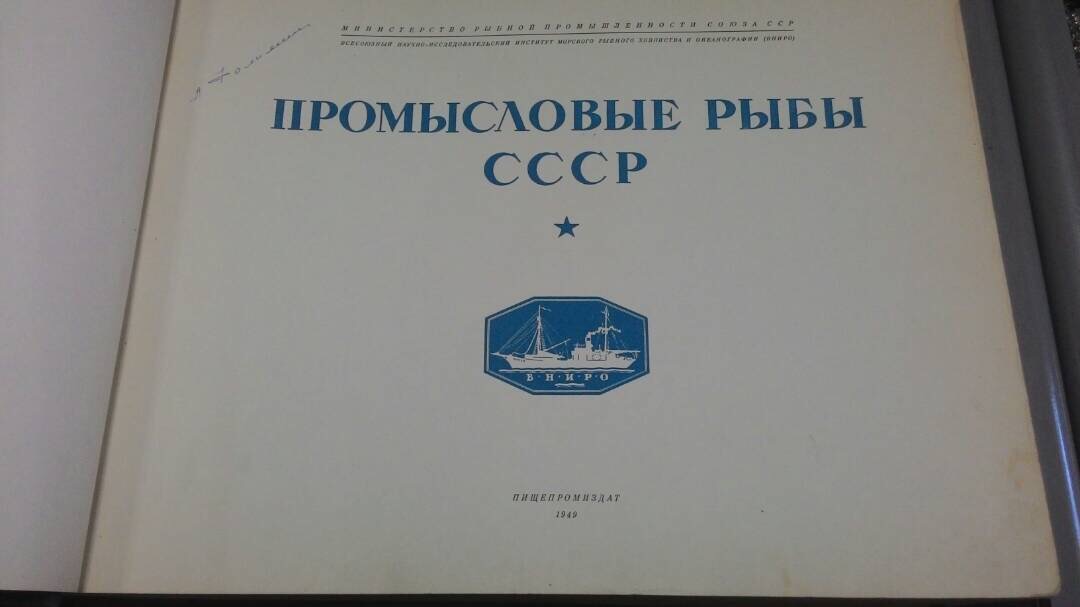 МИНИСТЕРСТВО РЫБНОЙ ПРОМЫШЛЕННОСТИ СОЮЗА ССР
ВСЕСОЮЗНЫЙ НАУЧНО-ИССЛЕДОВАТЕЛЬСКИЙ ИНСТИТУТ МОРСКОГО РЫБНОГО ХОЗЯЙСТВА И ОКЕАНОГРАФИИ (ВНИРО)
ПРОМЫСЛОВЫЕ РЫБЫ
СССР
В·Н·И·Р·О
ПИЩЕПРОМИЗДАТ
1949